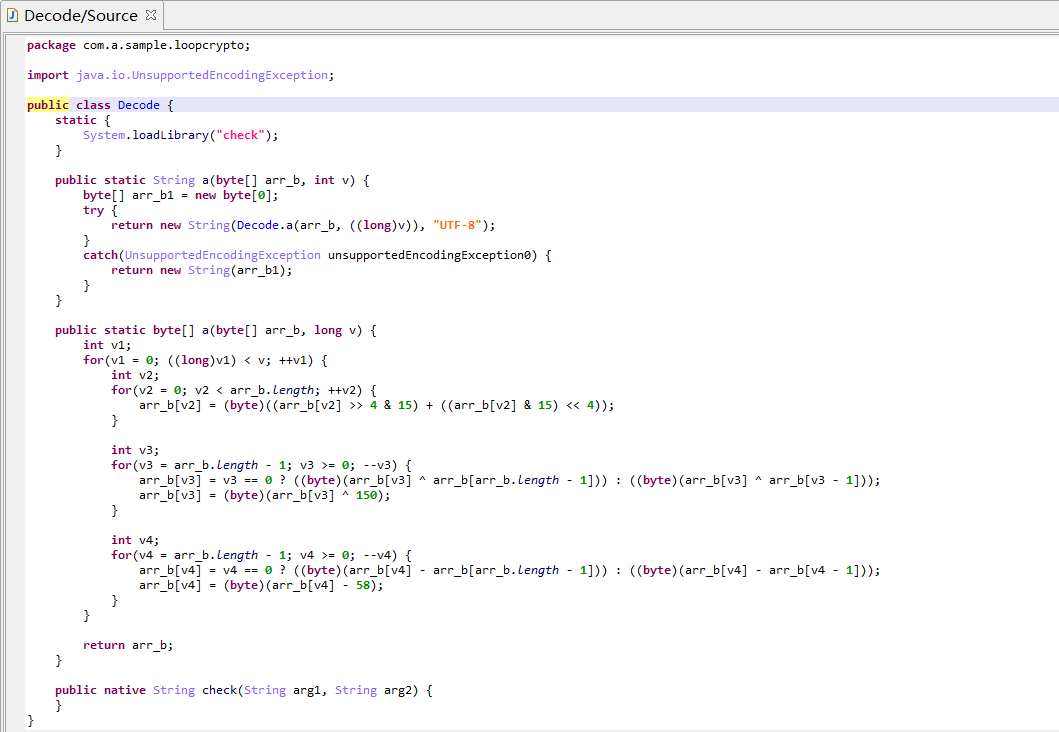 Decode/Source
package com.a.sample.loopcrypto;
import java.io.UnsupportedEncodingException;
public class Decode {
static {
System.loadLibrary("check");
}
public static String a(byte[] arr_b, int v) {
byte[] arr_b1 = new byte[0];
try {
return new String(Decode.a(arr_b, ((long)v)), "UTF-8");
}
catch(UnsupportedEncodingException unsupportedEncodingException0) {
return new String(arr_b1);
}
}
public static byte[] a(byte[] arr_b, long v) {
int v1;
for(v1 = 0; ((long)v1) < v; ++v1) {
int v2;
for(v2 = 0; v2 < arr_b.length; ++v2) {
arr_b[v2] = (byte)((arr_b[v2] >> 4 & 15) + ((arr_b[v2] & 15) << 4));
}
int v3;
for(v3 = arr_b.length - 1; v3 >= 0; --v3) {
arr_b[v3] = v3 == 0 ? ((byte)(arr_b[v3] ^ arr_b[arr_b.length - 1])) : ((byte)(arr_b[v3] ^ arr_b[v3 - 1]));
arr_b[v3] = (byte)(arr_b[v3] ^ 150);
}
int v4;
for(v4 = arr_b.length - 1; v4 >= 0; --v4) {
arr_b[v4] = v4 == 0 ? ((byte)(arr_b[v4] - arr_b[arr_b.length - 1])) : ((byte)(arr_b[v4] - arr_b[v4 - 1]));
arr_b[v4] = (byte)(arr_b[v4] - 58);
}
}
return arr_b;
}
public native String check(String arg1, String arg2) {
}
}